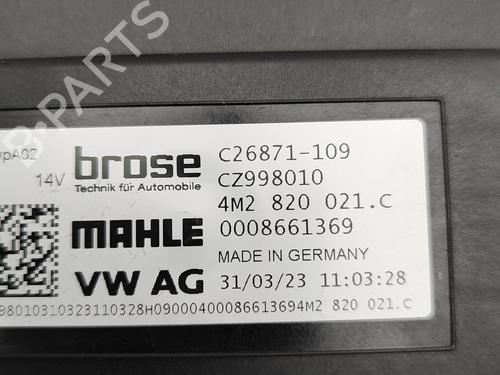 B-PARTS
ypA02
14V
brose
Technik für Automobile
C26871-109
CZ998010
4M2 820 021.C
MAHLE
0008661369
MADE IN GERMANY
VW AG
31/03/23 11:03:28
98010310323110328H09000400086613694M2 820 021.C